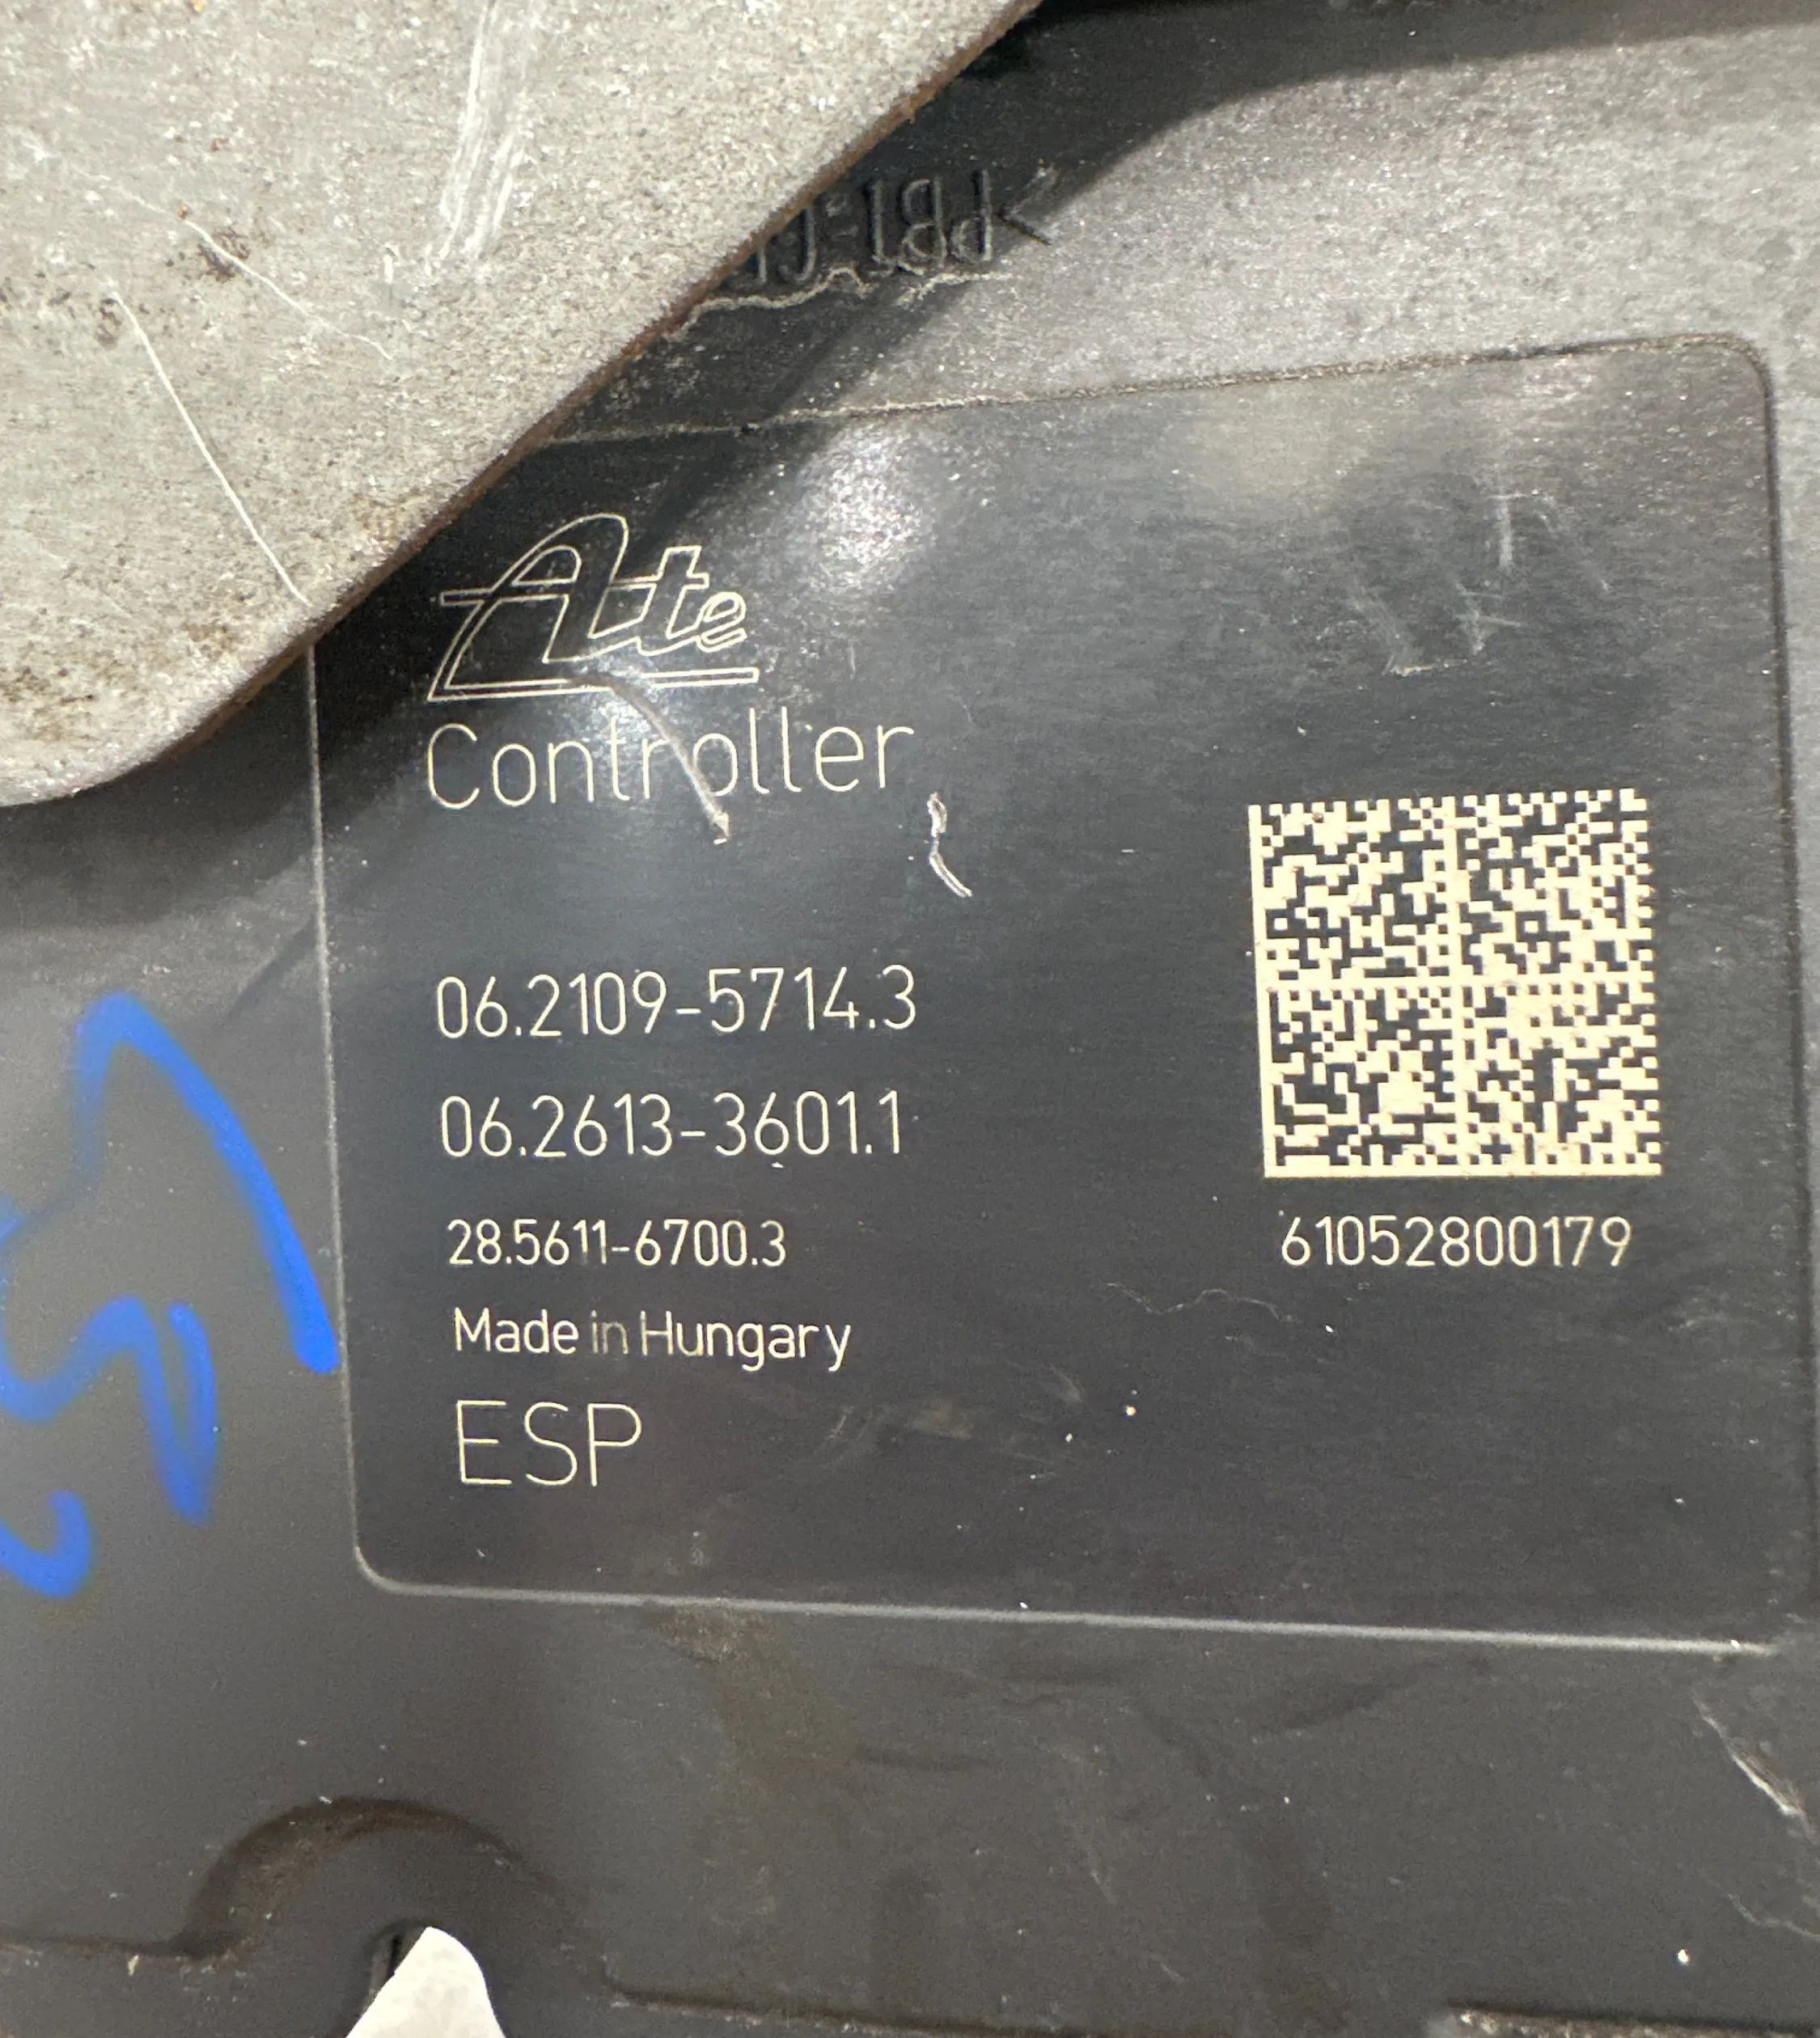 Ate
Controller
06.2109-5714.3
06.2613-3601.1
28.5611-6700.3
61052800179
Made in Hungary
ESP